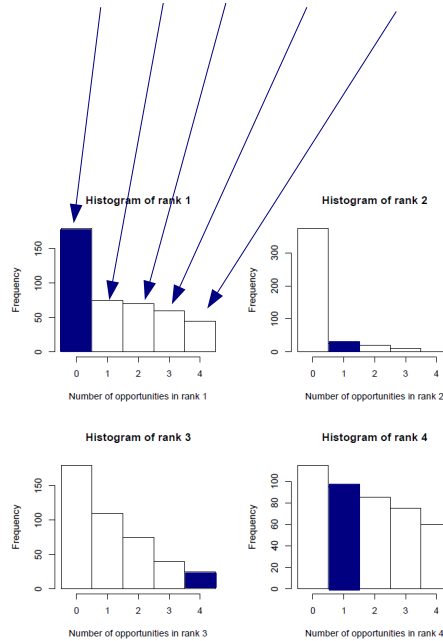 Histogram of rank 1
Frequency
0 50 100 150
0 1 2 3 4
Number of opportunities in rank 1
Histogram of rank 2
Frequency
0 100 200 300
0 1 2 3 4
Number of opportunities in rank 2
Histogram of rank 3
Frequency
0 50 100 150
0 1 2 3 4
Number of opportunities in rank 3
Histogram of rank 4
Frequency
0 20 40 60 80 100
0 1 2 3 4
Number of opportunities in rank 4